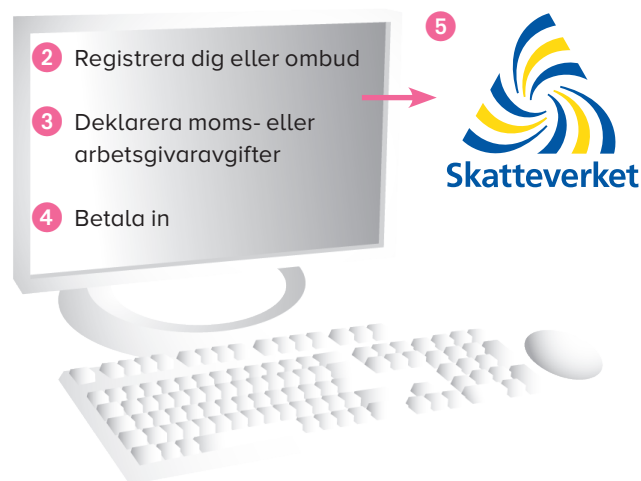 5
2 Registrera dig eller ombud
3 Deklarera moms- eller
arbetsgivaravgifter
4 Betala in
Skatteverket